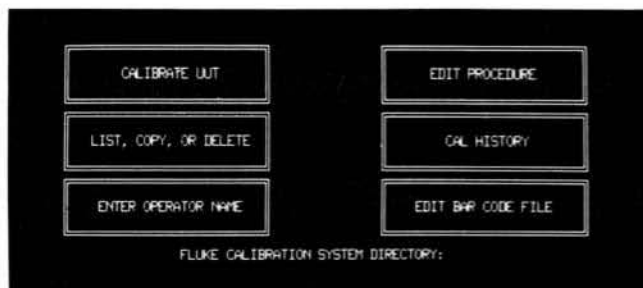 CALIBRATE UUT
EDIT PROCEDURE
LIST, COPY, OR DELETE
CAL HISTORY
ENTER OPERATOR NAME
EDIT BAR CODE FILE
FLUKE CALIBRATION SYSTEM DIRECTORY: